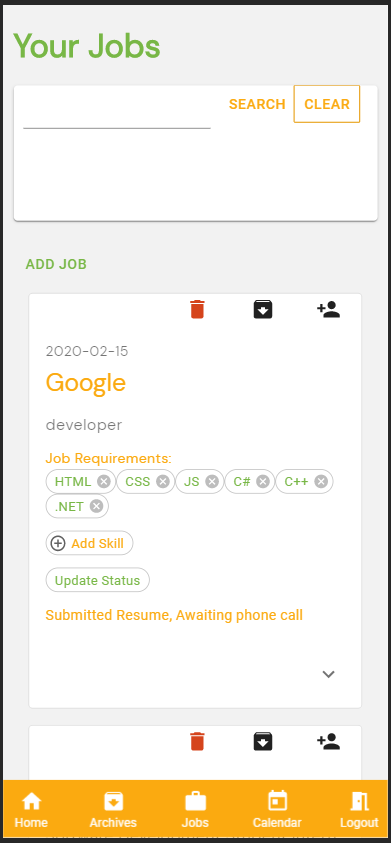 Your Jobs
SEARCH CLEAR
ADD JOB
2020-02-15
Google
developer
Job Requirements:
HTML CSS JS C# C++
.NET
Add Skill
Update Status
Submitted Resume, Awaiting phone call
Home Archives Jobs Calendar Logout